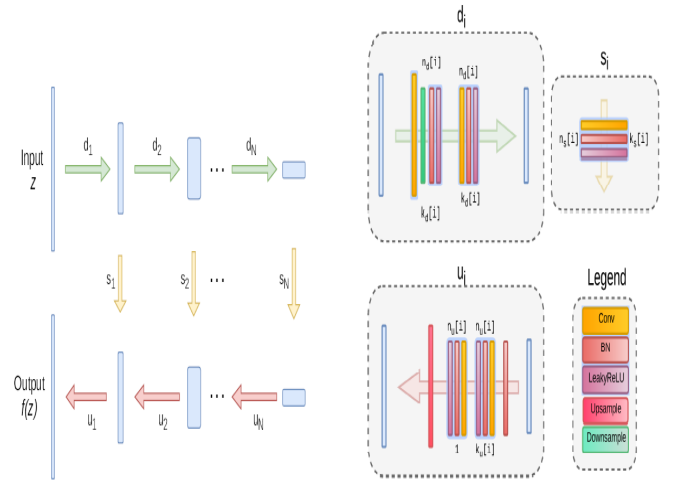 Input
z
d1
d2
...
dN
s1
s2
...
sN
Output
f(z)
u1
u2
...
uN
di
nd[i]
nd[i]
kd[i]
kd[i]
si
ns[i]
ks[i]
ui
nu[i]
nu[i]
1
ku[i]
Legend
Conv
BN
LeakyReLU
Upsample
Downsample